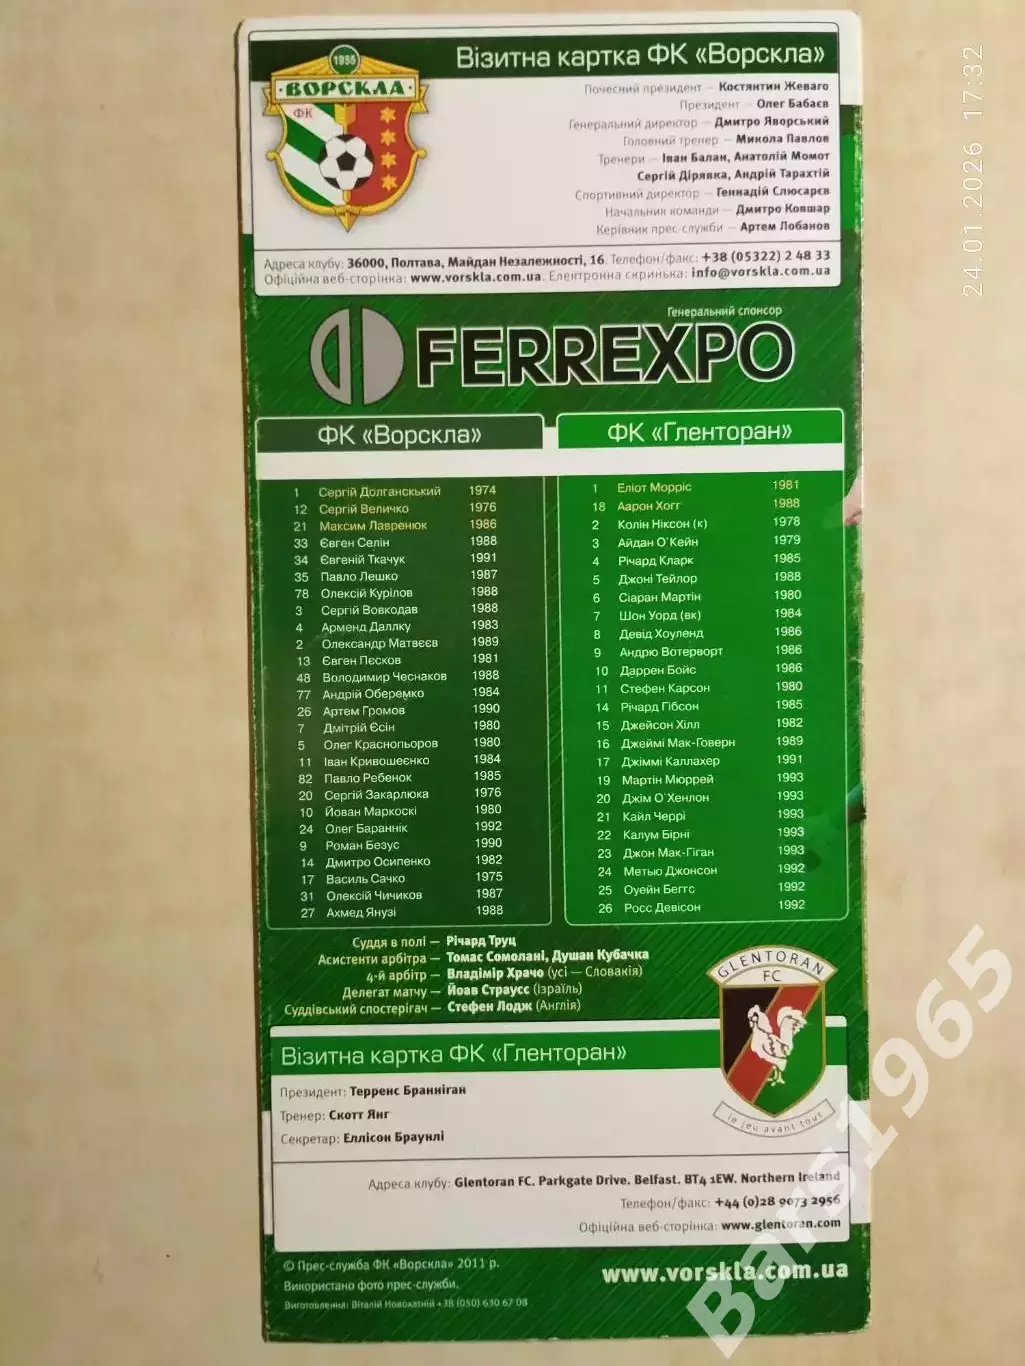 1955
ВОРСКЛА
ФК
Візитна картка ФК «Ворскла»
Почесний президент — Костянтин Жеваго
Президент — Олег Бабаєв
Генеральний директор — Дмитро Яворський
Головний тренер — Микола Павлов
Тренери — Іван Балан, Анатолій Момот
Сергій Дірявка, Андрій Тарахтій
Спортивний директор — Геннадій Слюсарєв
Начальник команди — Дмитро Ковшар
Керівник прес-служби — Артем Лобанов
Адреса клубу: 36000, Полтава, Майдан Незалежності, 16. Телефон/факс: +38 (05322) 2 48 33
Офіційна веб-сторінка: www.vorskla.com.ua. Електронна скринька: info@vorskla.com.ua
Генеральний спонсор
FERREXPO
ФК «Ворскла»
1 Сергій Долганскький 1974
12 Сергій Величко 1976
21 Максим Лавренюк 1986
33 Євген Селін 1988
34 Євгеній Ткачук 1991
35 Павло Лешко 1987
78 Олексій Курілов 1988
3 Сергій Вовкодав 1988
4 Арменд Даллку 1983
2 Олександр Матвєєв 1989
13 Євген Пєсков 1981
48 Володимир Чеснаков 1988
77 Андрій Оберемко 1984
26 Артем Громов 1990
7 Дмітрій Єсін 1980
5 Олег Краснопьоров 1980
11 Іван Кривошеєнко 1984
82 Павло Ребенок 1985
20 Сергій Закарлюка 1976
10 Йован Маркоскі 1980
24 Олег Бараннік 1992
9 Роман Безус 1990
14 Дмитро Осипенко 1982
17 Василь Сачко 1975
31 Олексій Чичиков 1987
27 Ахмед Янузі 1988
ФК «Гленторан»
1 Еліот Морріс 1981
18 Аарон Хогг 1988
2 Колін Ніксон (к) 1978
3 Айдан О`Кейн 1979
4 Річард Кларк 1985
5 Джоні Тейлор 1988
6 Сіаран Мартін 1980
7 Шон Уорд (вк) 1984
8 Девід Хоуленд 1986
9 Андрю Вотерворт 1986
10 Даррен Бойс 1986
11 Стефен Карсон 1980
14 Річард Гібсон 1985
15 Джейсон Хілл 1982
16 Джеймі Мак-Говерн 1989
17 Джіммі Каллахер 1991
19 Мартін Мюррей 1993
20 Джім О`Хенлон 1993
21 Кайл Черрі 1993
22 Калум Бірні 1993
23 Джон Мак-Гіган 1993
24 Метью Джонсон 1992
25 Оуейн Беггс 1992
26 Росс Девісон 1992
Суддя в полі — Річард Труц
Асистенти арбітра — Томас Сомолані, Душан Кубачка
4-й арбітр — Владімір Храчо (усі — Словакія)
Делегат матчу — Йоав Страусс (Ізраїль)
Суддівський спостерігач — Стефен Лодж (Англія)
GLENTORAN
FC
le jeu avant tout
Візитна картка ФК «Гленторан»
Президент: Терренс Бранніган
Тренер: Скотт Янг
Секретар: Еллісон Браунлі
Адреса клубу: Glentoran FC. Parkgate Drive. Belfast. BT4 1EW. Northern Ireland
Телефон/факс: +44 (0)28 9073 2956
Офіційна веб-сторінка: www.glentoran.com
© Прес-служба ФК «Ворскла» 2011 р.
Використано фото прес-служби.
Виготовлення: Віталій Новохатній +38 (050) 630 67 08
www.vorskla.com.ua
24.01.2026 17:32
Bars1965